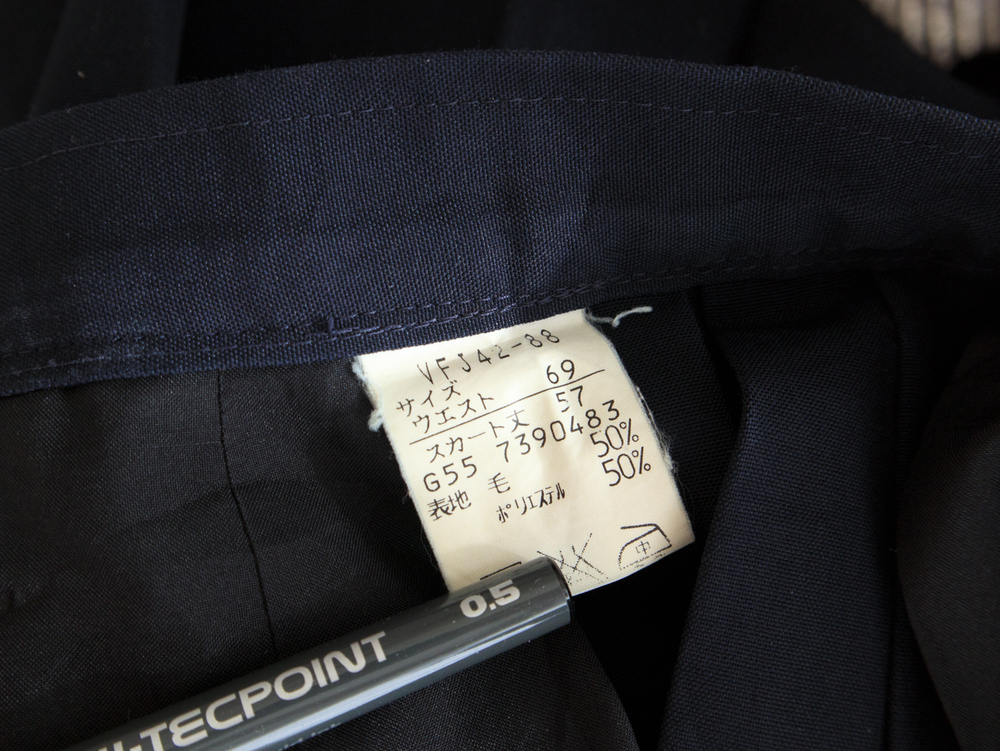 VFJ42-88
サイズ
ウエスト 69
スカート丈 57
G55 7390483
表地 毛 50%
ポリエステル 50%
中
0.5
TECPOINT